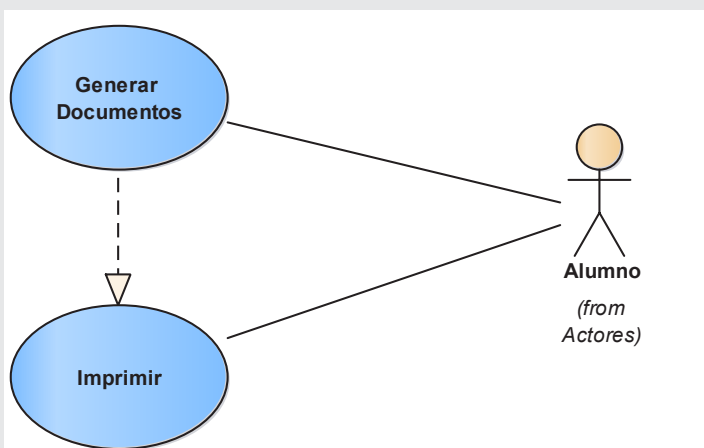 Generar
Documentos
Alumno
(from
Actores)
Imprimir